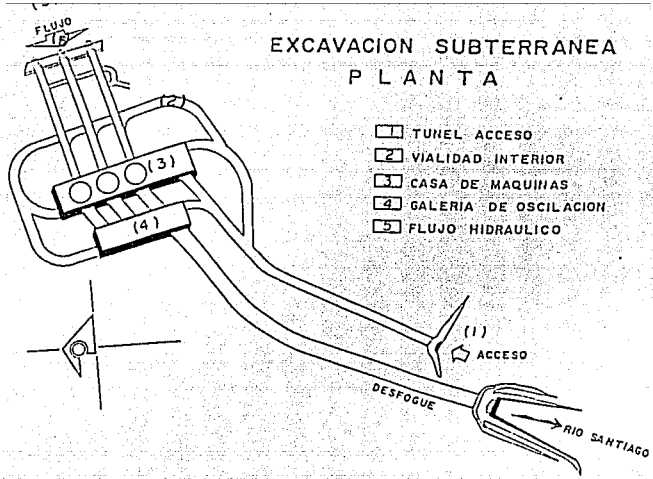 FLUJO
EXCAVACION SUBTERRANEA
PLANTA
(2)
1 TUNEL ACCESO
2 VIALIDAD INTERIOR
(3)
3 CASA DE MAQUINAS
4 GALERIA DE OSCILACION
(4)
5 FLUJO HIDRAULICO
(1)
ACCESO
DESFOGUE
RIO SANTIAGO